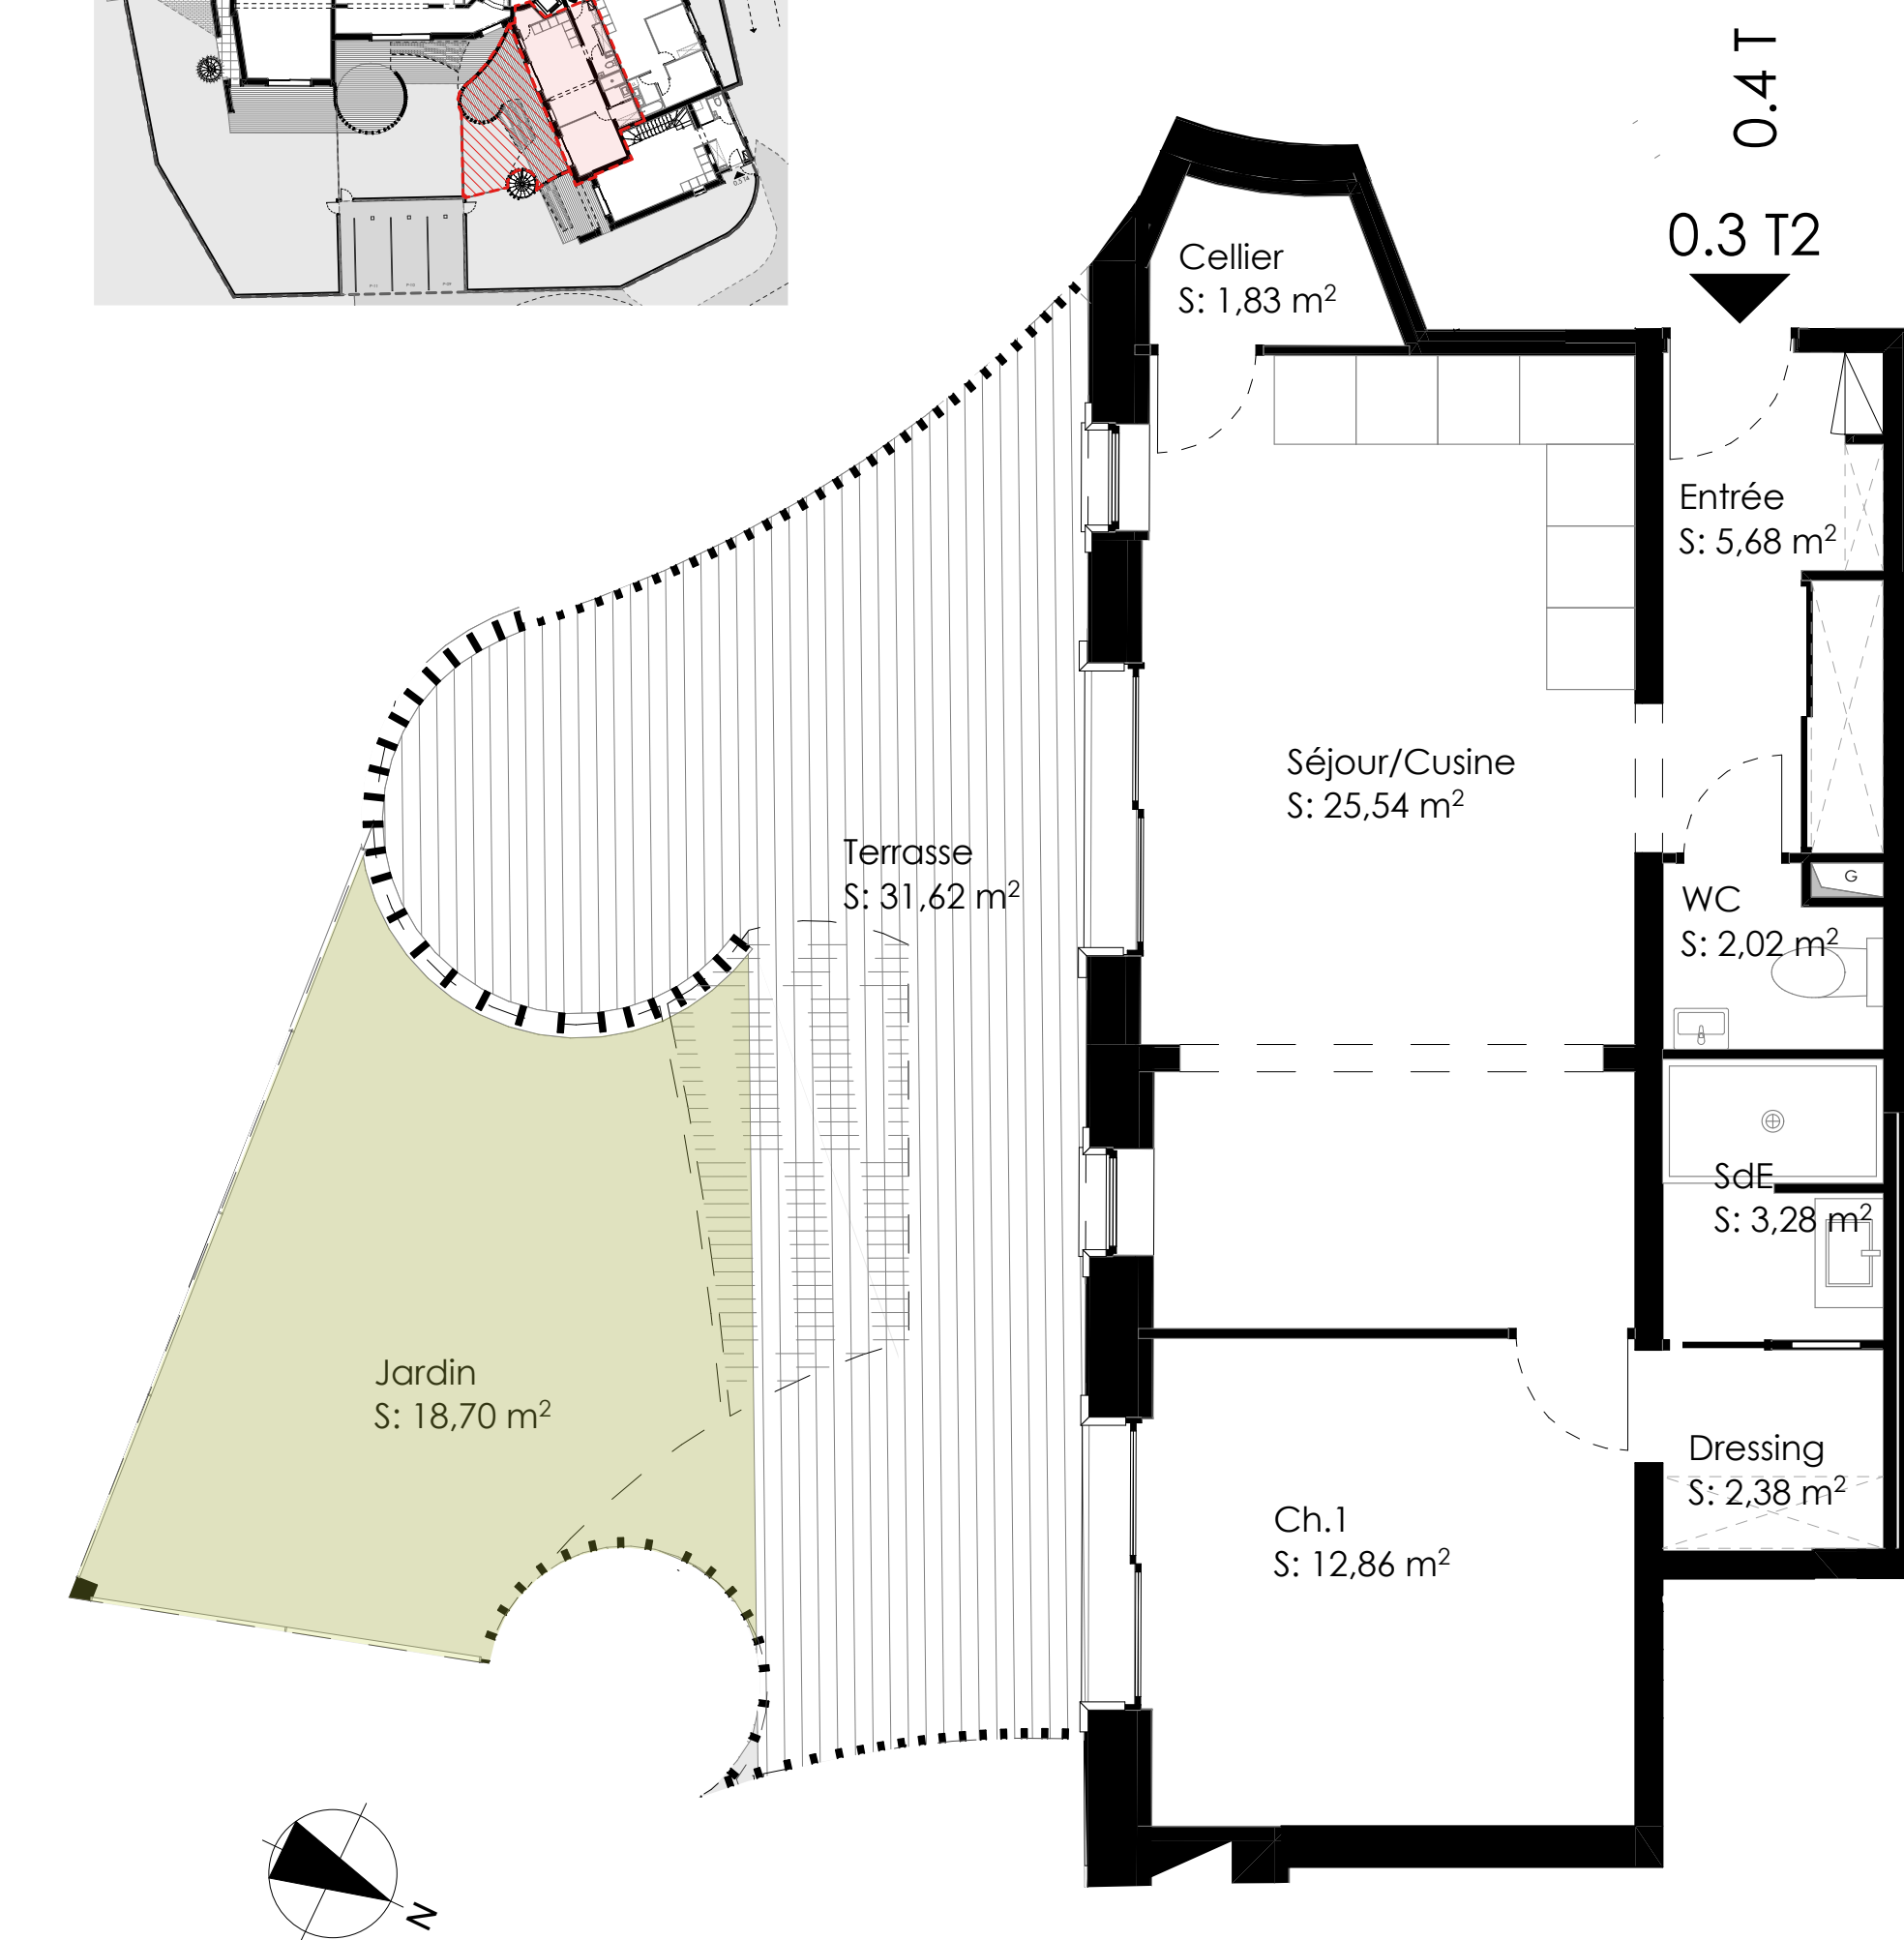 0.4 T
0.3 T2
Cellier
S: 1,83 m²
Entrée
S: 5,68 m²
Séjour/Cusine
S: 25,54 m²
Terrasse
S: 31,62 m²
G
WC
S: 2,02 m²
SdE
S: 3,28 m²
Jardin
S: 18,70 m²
Dressing
S: 2,38 m²
Ch.1
S: 12,86 m²
N